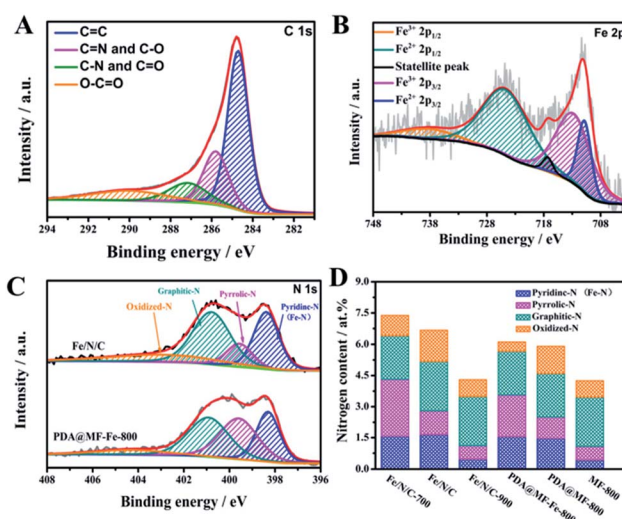 A
C 1s
C=C
C=N and C-O
C-N and C=O
O-C=O
Intensity / a.u.
294 292 290 288 286 284 282
Binding energy / eV
B
Fe 2p
Fe3+ 2p1/2
Fe2+ 2p1/2
Statellite peak
Fe3+ 2p3/2
Fe2+ 2p3/2
Intensity / a.u.
748 738 728 718 708
Binding energy / eV
C
N 1s
Graphitic-N
Pyrrolic-N
Oxidized-N
Pyridinc-N
(Fe-N)
Fe/N/C
PDA@MF-Fe-800
Intensity / a.u.
408 406 404 402 400 398 396
Binding energy / eV
D
Pyridinc-N (Fe-N)
Pyrrolic-N
Graphitic-N
Oxidized-N
Nitrogen content / at.%
9.0
7.5
6.0
4.5
3.0
1.5
0.0
Fe/N/C-700
Fe/N/C
Fe/N/C-900
PDA@MF-Fe-800
PDA@MF-800
MF-800